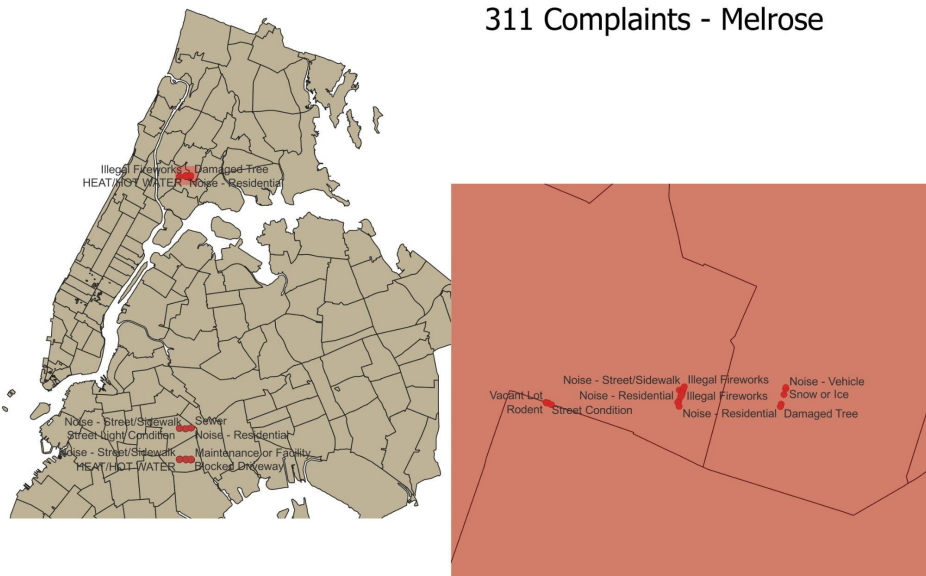 311 Complaints - Melrose
Illegal Fireworks Damaged Tree
HEAT/HOT WATER Noise - Residential
Noise - Street/Sidewalk Sewer
Street Light Condition Noise - Residential
Noise - Street/Sidewalk Maintenance or Facility
HEAT/HOT WATER Blocked Driveway
Noise - Street/Sidewalk Illegal Fireworks Noise - Vehicle
Vacant Lot Noise - Residential Illegal Fireworks Snow or Ice
Rodent Street Condition Noise - Residential Damaged Tree